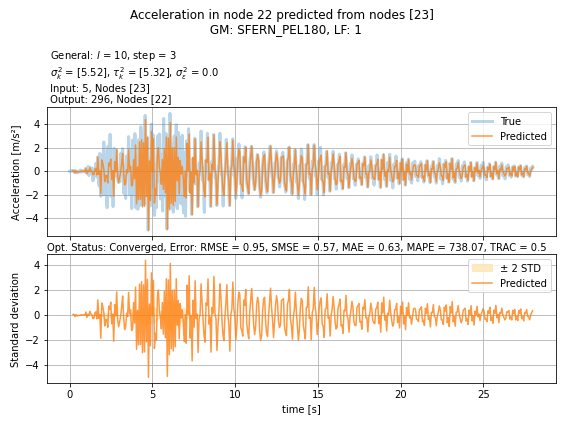 Acceleration in node 22 predicted from nodes [23]
GM: SFERN_PEL180, LF: 1
General: l = 10, step = 3
σ²ₖ = [5.52], τ²ₖ = [5.32], σ²ᵣ = 0.0
Input: 5, Nodes [23]
Output: 296, Nodes [22]
Acceleration [m/s²]
4
2
0
−2
−4
True
Predicted
Opt. Status: Converged, Error: RMSE = 0.95, SMSE = 0.57, MAE = 0.63, MAPE = 738.07, TRAC = 0.5
Standard deviation
4
2
0
−2
−4
± 2 STD
Predicted
0 5 10 15 20 25
time [s]